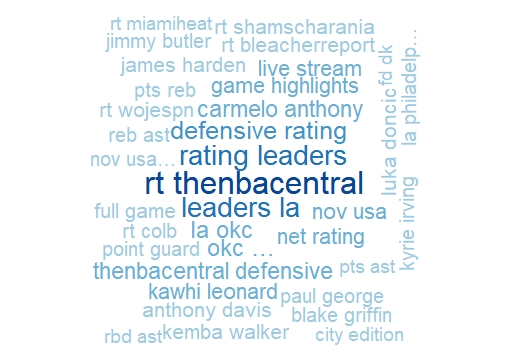 rt miamiheat
rt shamscharania
jimmy butler
rt bleacherreport
james harden
live stream
pts reb
game highlights
rt wojespn
carmelo anthony
reb ast
defensive rating
nov usa…
rating leaders
rt thenbacentral
full game
leaders la
nov usa
rt colb
la okc
net rating
point guard
okc …
thenbacentral defensive
pts ast
kawhi leonard
paul george
anthony davis
blake griffin
rbd ast
kemba walker
city edition
luka doncic
fd dk
la philadelp…
kyrie irving